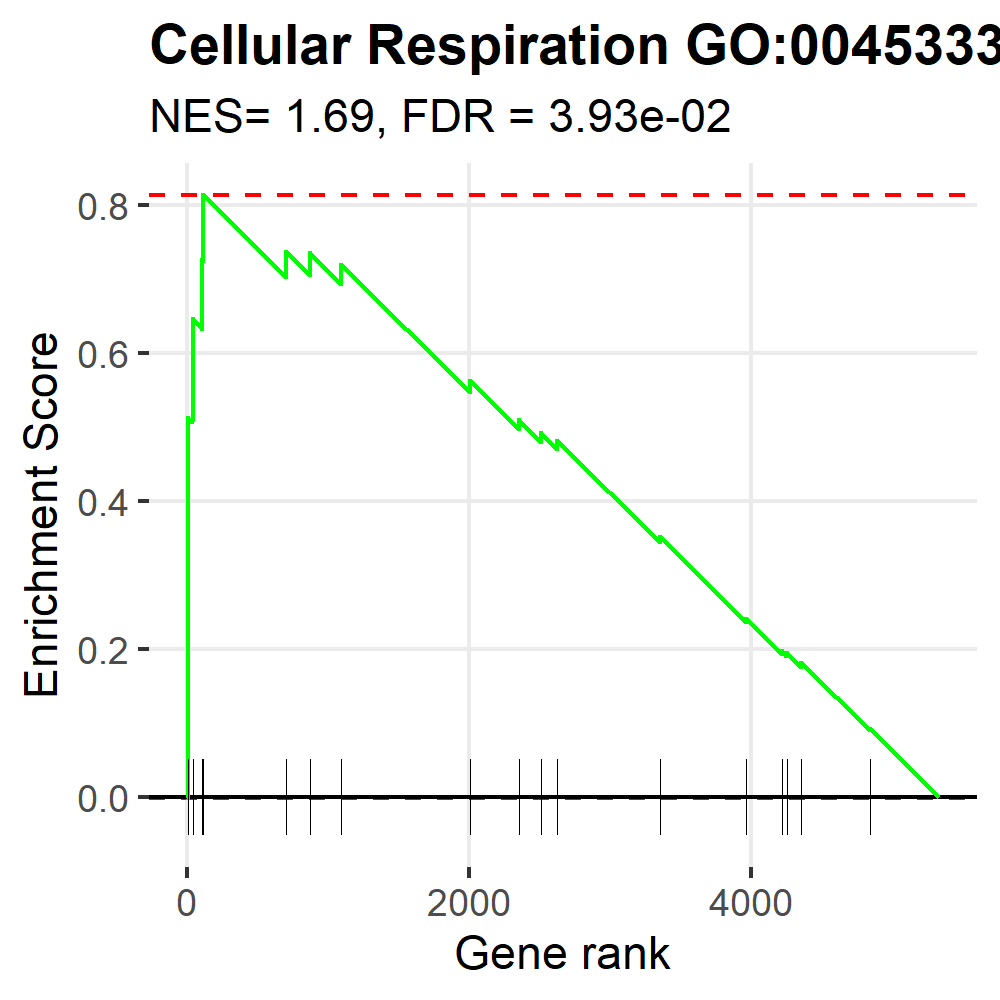 Cellular Respiration GO:0045333
NES= 1.69, FDR = 3.93e-02
Enrichment Score
0.8
0.6
0.4
0.2
0.0
0 2000 4000
Gene rank